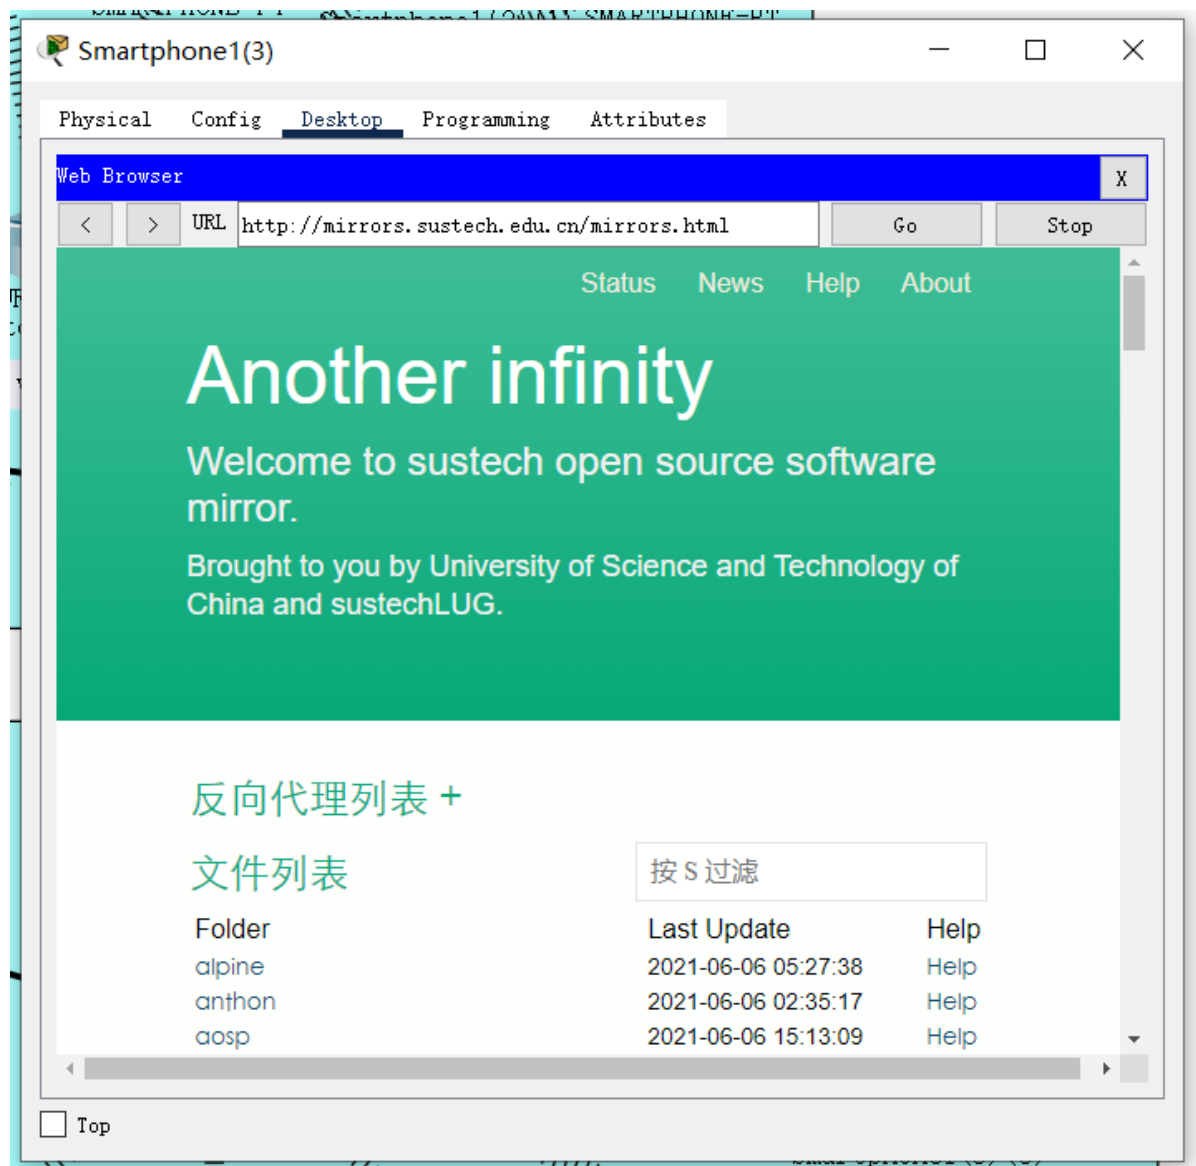 Smartphone1(3)
Physical Config Desktop Programming Attributes
Web Browser X
< > URL http://mirrors.sustech.edu.cn/mirrors.html Go Stop
Status News Help About
Another infinity
Welcome to sustech open source software
mirror.
Brought to you by University of Science and Technology of
China and sustechLUG.
反向代理列表 +
文件列表 按 S 过滤
Folder Last Update Help
alpine 2021-06-06 05:27:38 Help
anthon 2021-06-06 02:35:17 Help
aosp 2021-06-06 15:13:09 Help
Top